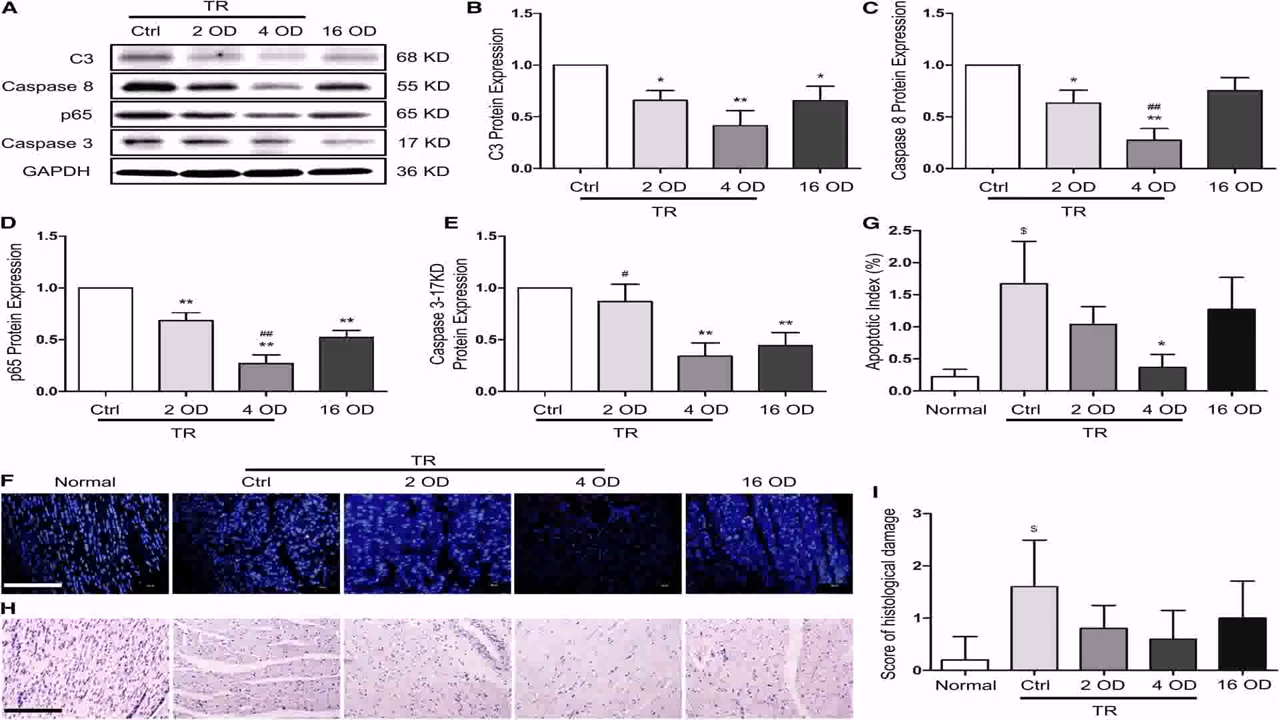 A
TR
Ctrl 2 OD 4 OD 16 OD
C3 68 KD
Caspase 8 55 KD
p65 65 KD
Caspase 3 17 KD
GAPDH 36 KD
B
C3 Protein Expression
1.5
1.0
0.5
0.0
* ** *
Ctrl 2 OD 4 OD 16 OD
TR
C
Caspase 8 Protein Expression
1.5
1.0
0.5
0.0
*
##
**
Ctrl 2 OD 4 OD 16 OD
TR
D
p65 Protein Expression
1.5
1.0
0.5
0.0
**
##
**
**
Ctrl 2 OD 4 OD 16 OD
TR
E
Caspase 3-17KD
Protein Expression
1.5
1.0
0.5
0.0
#
**
**
Ctrl 2 OD 4 OD 16 OD
TR
G
Apoptotic Index (%)
2.5
2.0
1.5
1.0
0.5
0.0
$
*
Normal Ctrl 2 OD 4 OD 16 OD
TR
F
TR
Normal Ctrl 2 OD 4 OD 16 OD
H
I
Score of histological damage
3
2
1
0
$
Normal Ctrl 2 OD 4 OD 16 OD
TR